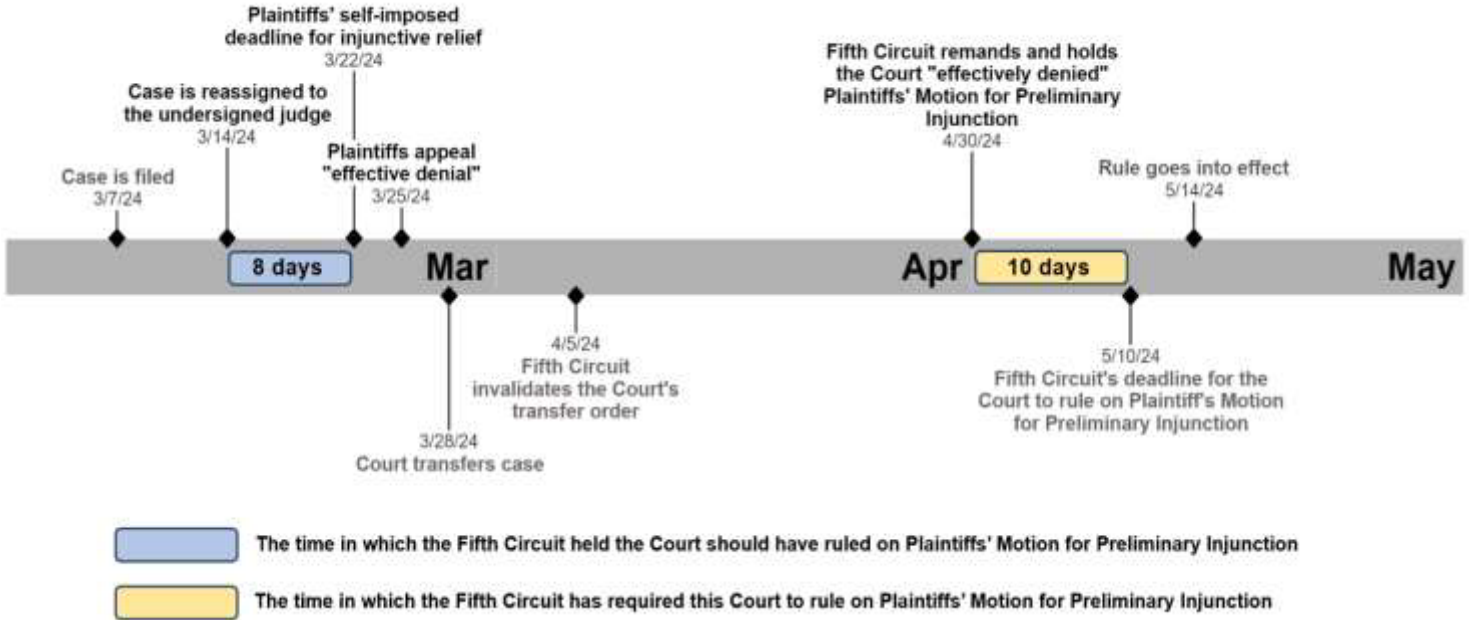 Plaintiffs' self-imposed
deadline for injunctive relief
3/22/24
Case is reassigned to
the undersigned judge
3/14/24
Case is filed
3/7/24
Plaintiffs appeal
"effective denial"
3/25/24
Fifth Circuit remands and holds
the Court "effectively denied"
Plaintiffs' Motion for Preliminary
Injunction
4/30/24
Rule goes into effect
5/14/24
8 days
Mar
Apr
10 days
May
4/5/24
Fifth Circuit
invalidates the Court's
transfer order
3/28/24
Court transfers case
5/10/24
Fifth Circuit's deadline for the
Court to rule on Plaintiff's Motion
for Preliminary Injunction
The time in which the Fifth Circuit held the Court should have ruled on Plaintiffs' Motion for Preliminary Injunction
The time in which the Fifth Circuit has required this Court to rule on Plaintiffs' Motion for Preliminary Injunction